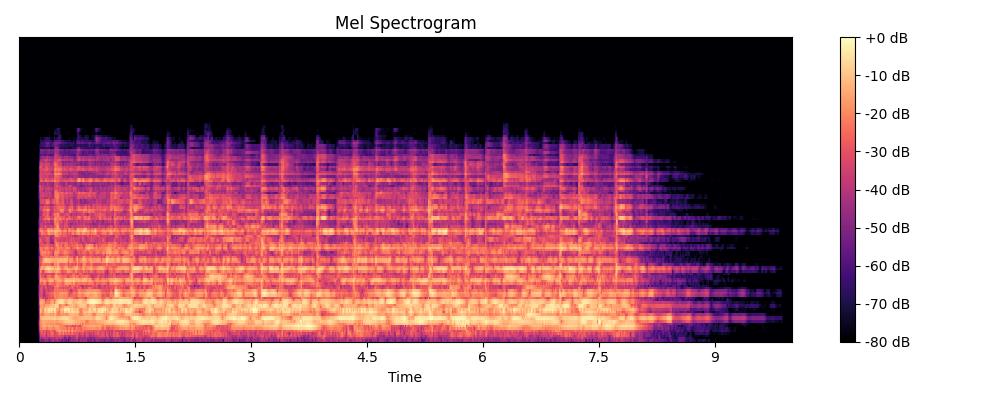 Mel Spectrogram
+0 dB
-10 dB
-20 dB
-30 dB
-40 dB
-50 dB
-60 dB
-70 dB
-80 dB
0 1.5 3 4.5 6 7.5 9
Time